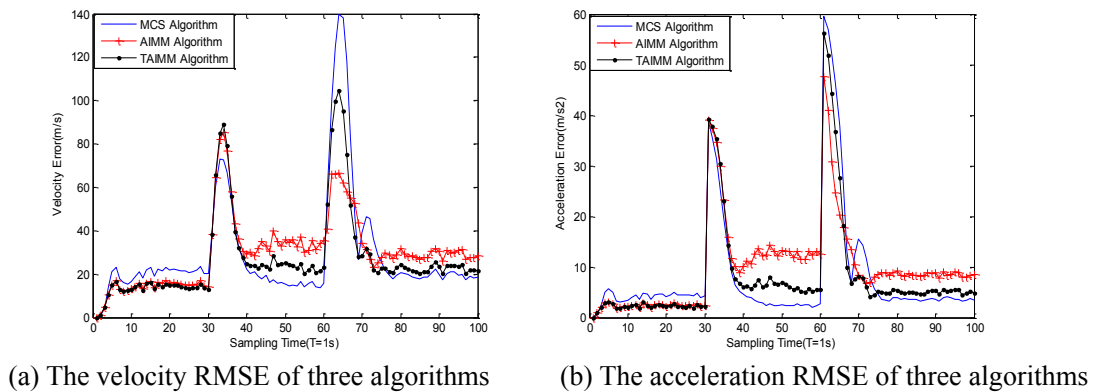 140
120
100
80
60
40
20
0
Velocity Error(m/s)
MCS Algorithm
AIMM Algorithm
TAIMM Algorithm
0 10 20 30 40 50 60 70 80 90 100
Sampling Time(T=1s)
60
50
40
30
20
10
0
Acceleration Error(m/s2)
MCS Algorithm
AIMM Algorithm
TAIMM Algorithm
0 10 20 30 40 50 60 70 80 90 100
Sampling Time(T=1s)
(a) The velocity RMSE of three algorithms
(b) The acceleration RMSE of three algorithms